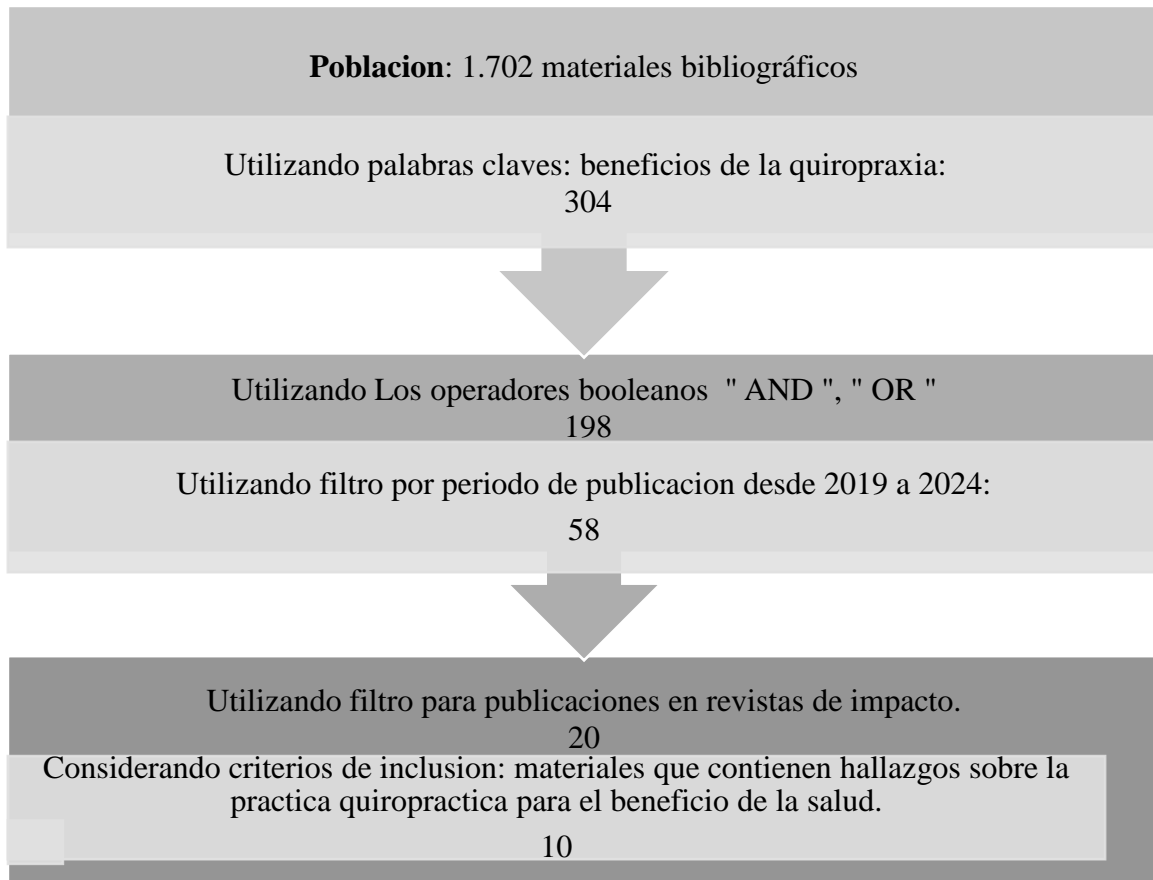 Poblacion: 1.702 materiales bibliográficos
Utilizando palabras claves: beneficios de la quiropraxia:
304
Utilizando Los operadores booleanos " AND ", " OR "
198
Utilizando filtro por periodo de publicacion desde 2019 a 2024:
58
Utilizando filtro para publicaciones en revistas de impacto.
20
Considerando criterios de inclusion: materiales que contienen hallazgos sobre la
practica quiropractica para el beneficio de la salud.
10